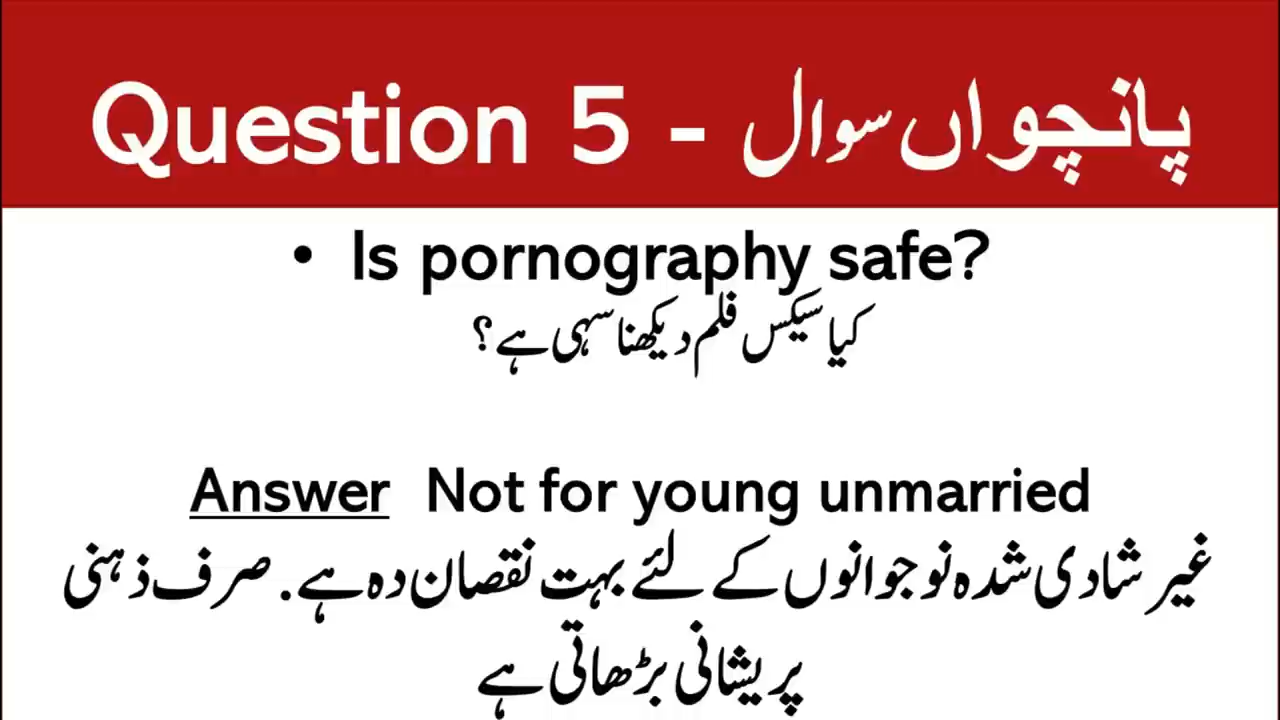 Question 5 - پانچواں سوال
• Is pornography safe?
کیا سیکس فلم دیکھنا سہی ہے؟
Answer Not for young unmarried
غیر شادی شدہ نوجوانوں کے لئے بہت نقصان دہ ہے. صرف ذہنی
پریشانی بڑھاتی ہے